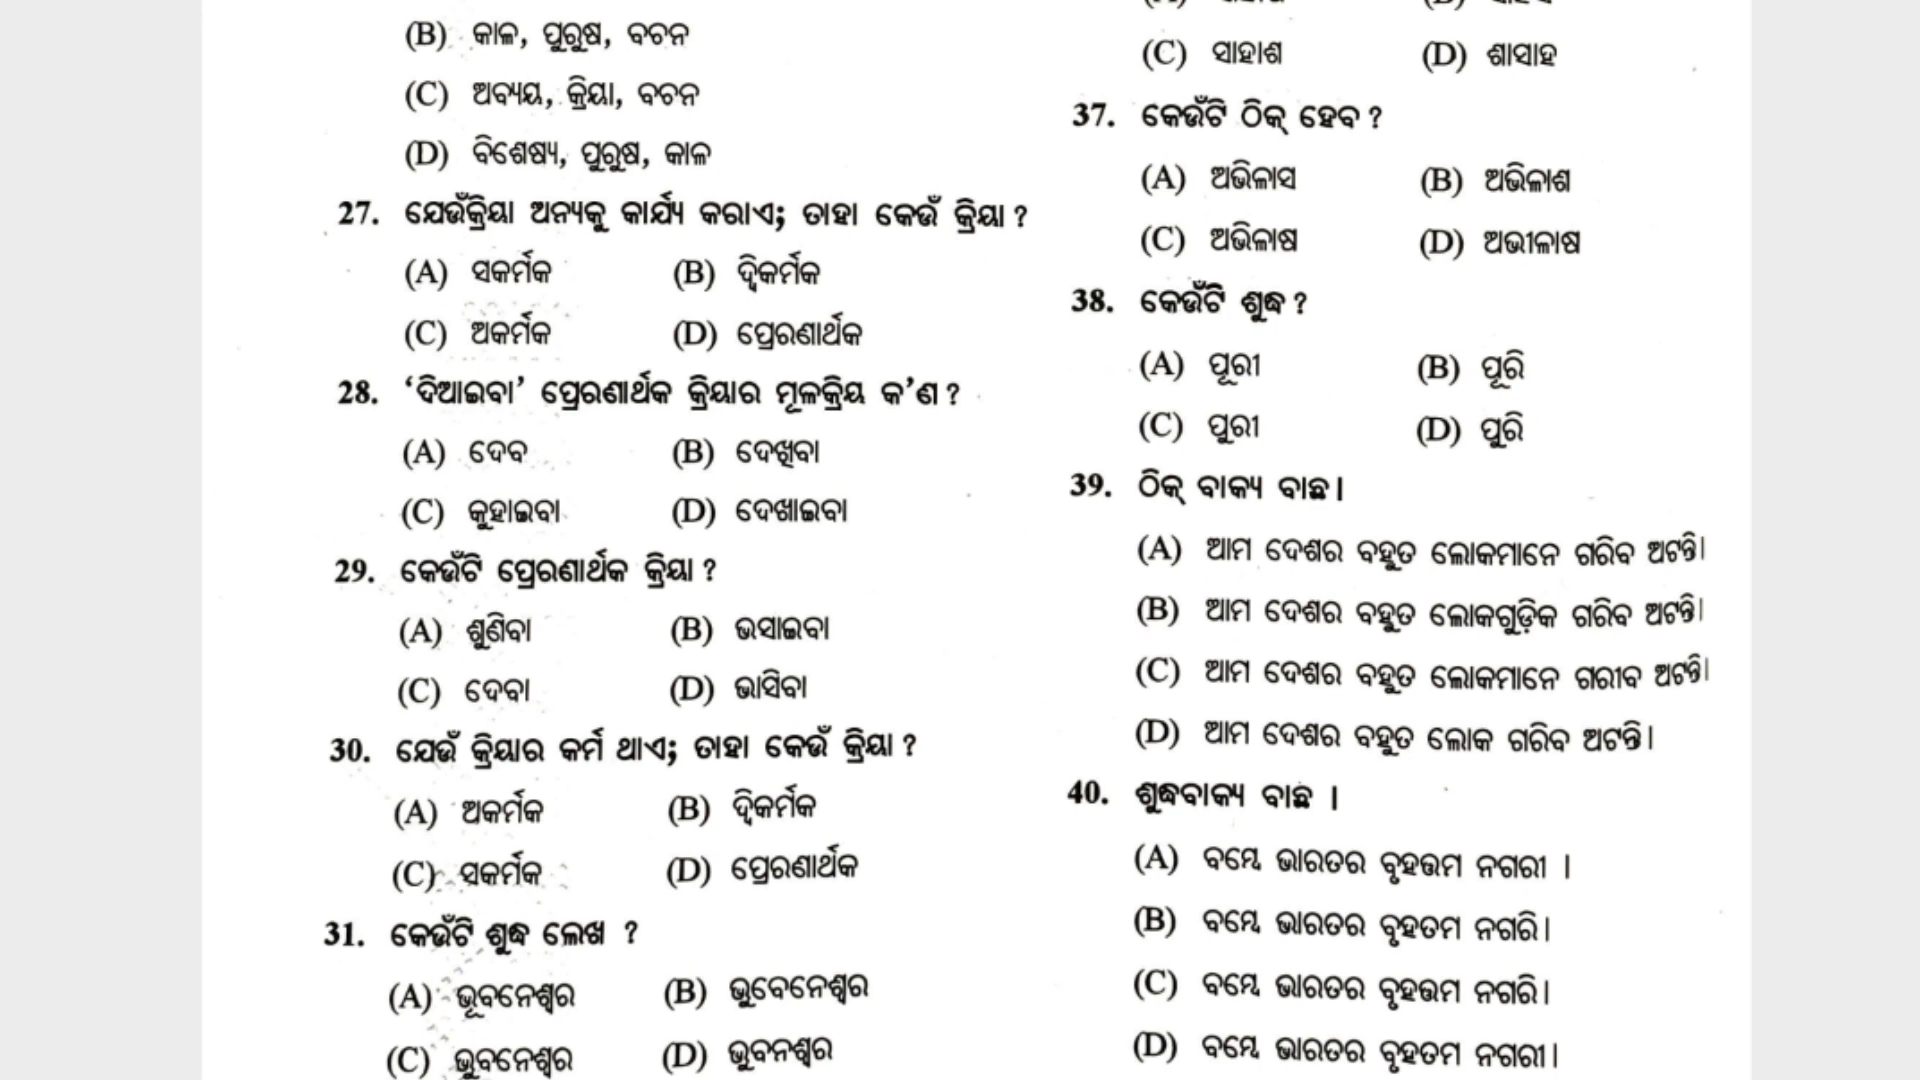 (B) କାଳ, ପୁରୁଷ, ବଚନ
(C) ଅବ୍ୟୟ, କ୍ରିୟା, ବଚନ
(D) ବିଶେଷ୍ୟ, ପୁରୁଷ, କାଳ
27. ଯେଉଁକ୍ରିୟା ଅନ୍ୟକୁ କାର୍ଯ୍ୟ କରାଏ; ତାହା କେଉଁ କ୍ରିୟା ?
(A) ସକର୍ମକ (B) ଦ୍ୱିକର୍ମକ
(C) ଅକର୍ମକ (D) ପ୍ରେରଣାର୍ଥକ
28. ‘ଦିଆଇବା’ ପ୍ରେରଣାର୍ଥକ କ୍ରିୟାର ମୂଳକ୍ରିୟ କ’ଣ ?
(A) ଦେବ (B) ଦେଖିବା
(C) କୁହାଇବା (D) ଦେଖାଇବା
29. କେଉଁଟି ପ୍ରେରଣାର୍ଥକ କ୍ରିୟା ?
(A) ଶୁଣିବା (B) ଭସାଇବା
(C) ଦେବା (D) ଭାସିବା
30. ଯେଉଁ କ୍ରିୟାର କର୍ମ ଥାଏ; ତାହା କେଉଁ କ୍ରିୟା ?
(A) ଅକର୍ମକ (B) ଦ୍ୱିକର୍ମକ
(C) ସକର୍ମକ (D) ପ୍ରେରଣାର୍ଥକ
31. କେଉଁଟି ଶୁଦ୍ଧ ଲେଖ ?
(A) ଭୂବନେଶ୍ୱର (B) ଭୁବେନେଶ୍ୱର
(C) ଭୁବନେଶ୍ୱର (D) ଭୁବନଶ୍ୱର
(C) ସାହାଶ (D) ଶାସାହ
37. କେଉଁଟି ଠିକ୍ ହେବ ?
(A) ଅଭିଳାସ (B) ଅଭିଳାଶ
(C) ଅଭିଳାଷ (D) ଅଭୀଳାଷ
38. କେଉଁଟି ଶୁଦ୍ଧ ?
(A) ପୂରୀ (B) ପୂରି
(C) ପୁରୀ (D) ପୁରି
39. ଠିକ୍ ବାକ୍ୟ ବାଛ।
(A) ଆମ ଦେଶର ବହୁତ ଲୋକମାନେ ଗରିବ ଅଟନ୍ତି।
(B) ଆମ ଦେଶର ବହୁତ ଲୋକଗୁଡ଼ିକ ଗରିବ ଅଟନ୍ତି।
(C) ଆମ ଦେଶର ବହୁତ ଲୋକମାନେ ଗରୀବ ଅଟନ୍ତି।
(D) ଆମ ଦେଶର ବହୁତ ଲୋକ ଗରିବ ଅଟନ୍ତି।
40. ଶୁଦ୍ଧବାକ୍ୟ ବାଛ ।
(A) ବମ୍ବେ ଭାରତର ବୃହତ୍ତମ ନଗରୀ ।
(B) ବମ୍ବେ ଭାରତର ବୃହତମ ନଗରି।
(C) ବମ୍ବେ ଭାରତର ବୃହତ୍ତମ ନଗରି।
(D) ବମ୍ବେ ଭାରତର ବୃହତମ ନଗରୀ।